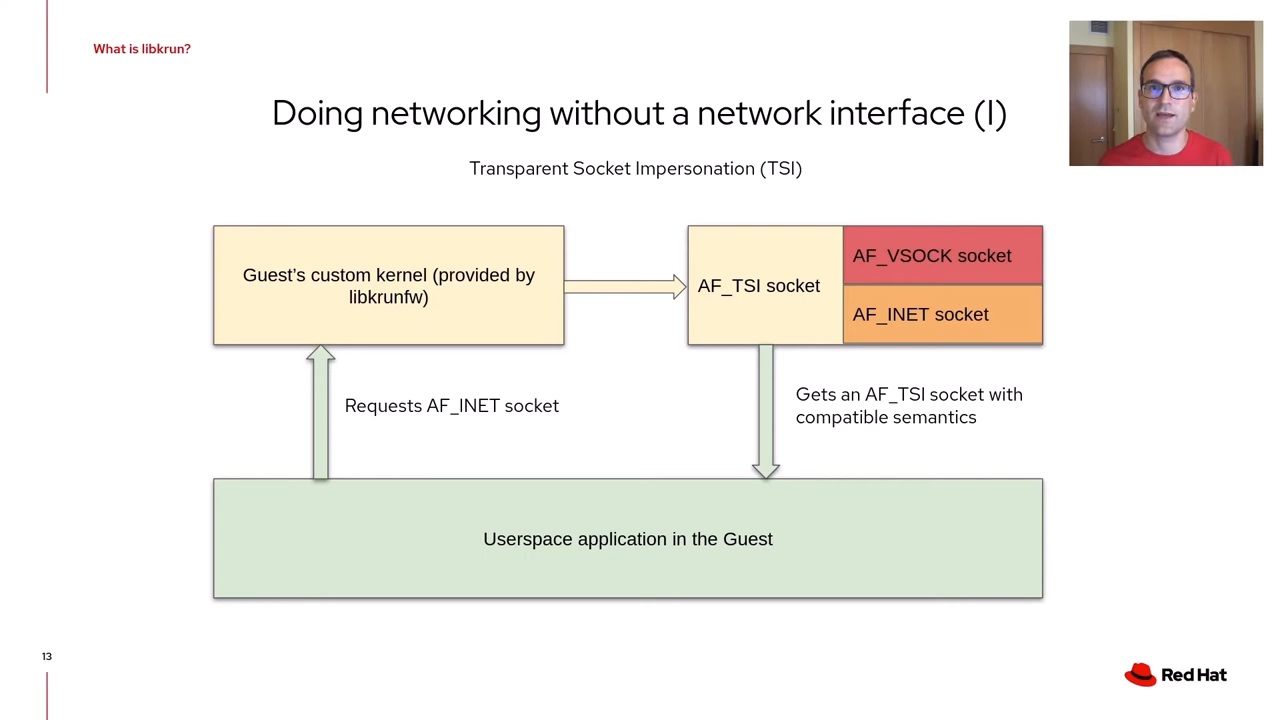 What is libkrun?
Doing networking without a network interface (I)
Transparent Socket Impersonation (TSI)
Guest's custom kernel (provided by
libkrunfw)
AF_TSI socket
AF_VSOCK socket
AF_INET socket
Requests AF_INET socket
Gets an AF_TSI socket with
compatible semantics
Userspace application in the Guest
13
Red Hat